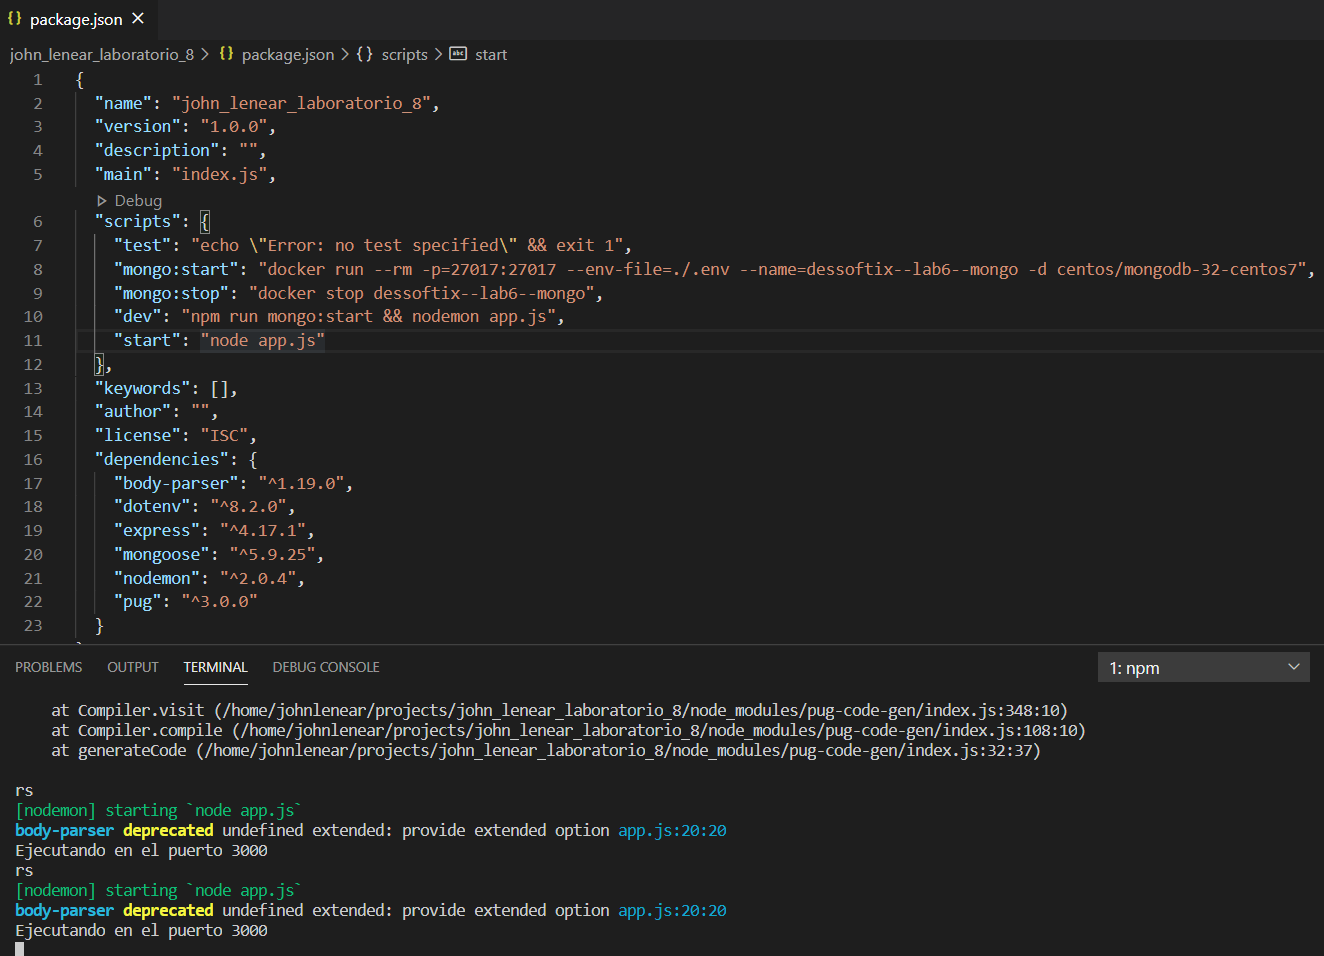 {} package.json ×
john_lenear_laboratorio_8 > {} package.json > {} scripts > abc start
1 {
2 "name": "john_lenear_laboratorio_8",
3 "version": "1.0.0",
4 "description": "",
5 "main": "index.js",
Debug
6 "scripts": {
7 "test": "echo \"Error: no test specified\" && exit 1",
8 "mongo:start": "docker run --rm -p=27017:27017 --env-file=./.env --name=dessoftix--lab6--mongo -d centos/mongodb-32-centos7",
9 "mongo:stop": "docker stop dessoftix--lab6--mongo",
10 "dev": "npm run mongo:start && nodemon app.js",
11 "start": "node app.js"
12 },
13 "keywords": [],
14 "author": "",
15 "license": "ISC",
16 "dependencies": {
17 "body-parser": "^1.19.0",
18 "dotenv": "^8.2.0",
19 "express": "^4.17.1",
20 "mongoose": "^5.9.25",
21 "nodemon": "^2.0.4",
22 "pug": "^3.0.0"
23 }
PROBLEMS OUTPUT TERMINAL DEBUG CONSOLE 1: npm
at Compiler.visit (/home/johnlenear/projects/john_lenear_laboratorio_8/node_modules/pug-code-gen/index.js:348:10)
at Compiler.compile (/home/johnlenear/projects/john_lenear_laboratorio_8/node_modules/pug-code-gen/index.js:108:10)
at generateCode (/home/johnlenear/projects/john_lenear_laboratorio_8/node_modules/pug-code-gen/index.js:32:37)
rs
[nodemon] starting `node app.js`
body-parser deprecated undefined extended: provide extended option app.js:20:20
Ejecutando en el puerto 3000
rs
[nodemon] starting `node app.js`
body-parser deprecated undefined extended: provide extended option app.js:20:20
Ejecutando en el puerto 3000